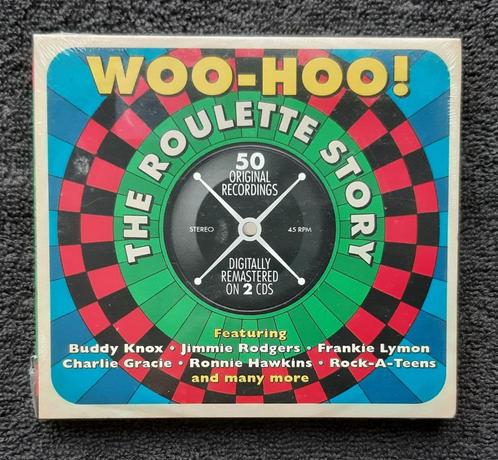 WOO-HOO!
THE ROULETTE STORY
50
ORIGINAL
RECORDINGS
STEREO
45 RPM
DIGITALLY
REMASTERED
ON 2 CDS
Featuring
Buddy Knox • Jimmie Rodgers • Frankie Lymon
Charlie Gracie • Ronnie Hawkins • Rock-A-Teens
and many more